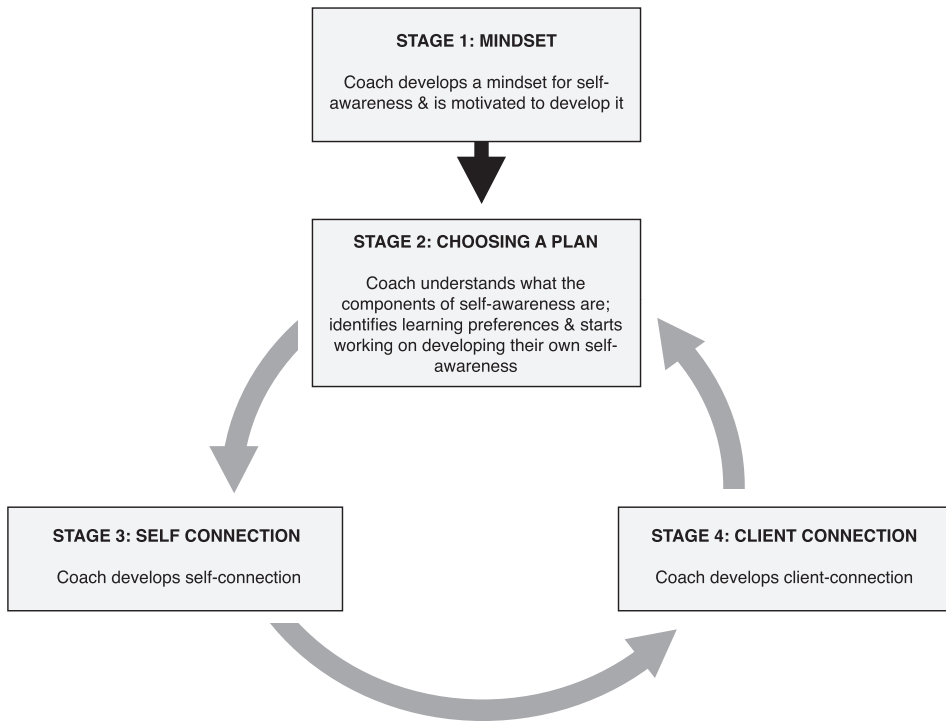 STAGE 1: MINDSET
Coach develops a mindset for self-
awareness & is motivated to develop it
STAGE 2: CHOOSING A PLAN
Coach understands what the
components of self-awareness are;
identifies learning preferences & starts
working on developing their own self-
awareness
STAGE 3: SELF CONNECTION
Coach develops self-connection
STAGE 4: CLIENT CONNECTION
Coach develops client-connection